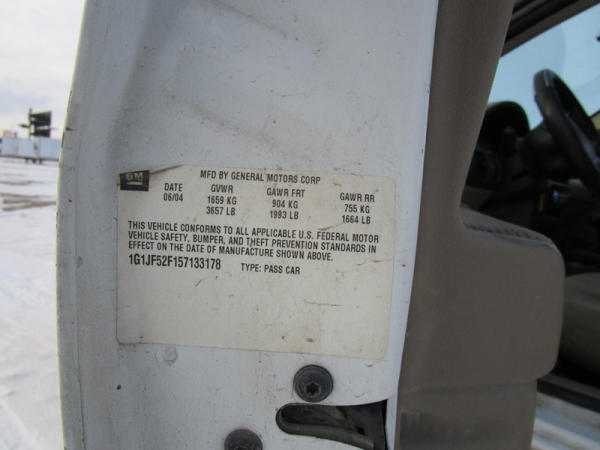 GM
MFD BY GENERAL MOTORS CORP
DATE GVWR GAWR FRT GAWR RR
06/04 1659 KG 904 KG 755 KG
3657 LB 1993 LB 1664 LB
THIS VEHICLE CONFORMS TO ALL APPLICABLE U.S. FEDERAL MOTOR
VEHICLE SAFETY, BUMPER, AND THEFT PREVENTION STANDARDS IN
EFFECT ON THE DATE OF MANUFACTURE SHOWN ABOVE.
1G1JF52F157133178 TYPE: PASS CAR